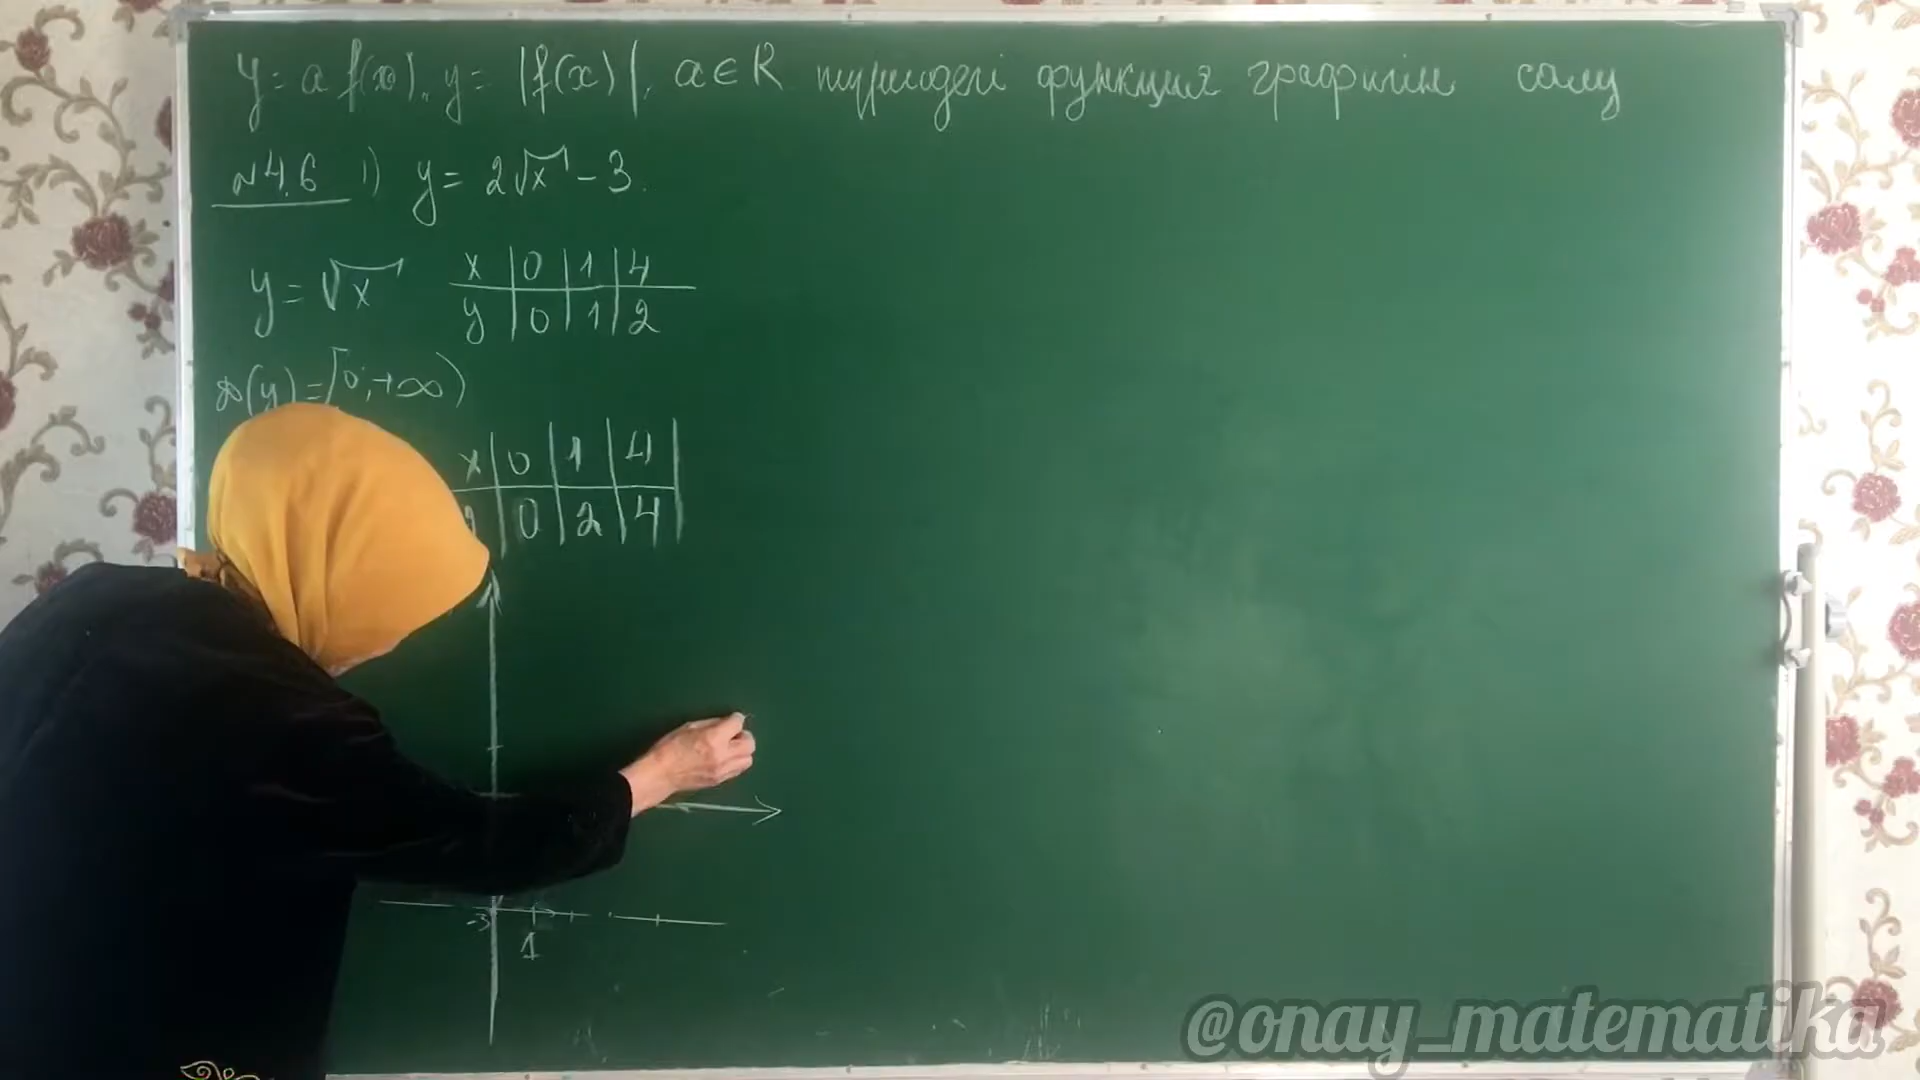 y = a f(x), y = |f(x)|, a∈R түріндегі функция графигін салу
№4.6 1) y = 2√x - 3.
y = √x
x | 0 | 1 | 4
y | 0 | 1 | 2
D(y) = [0; +∞)
x | 0 | 1 | 4
0 | 2 | 4
-3
1
@onay_matematika